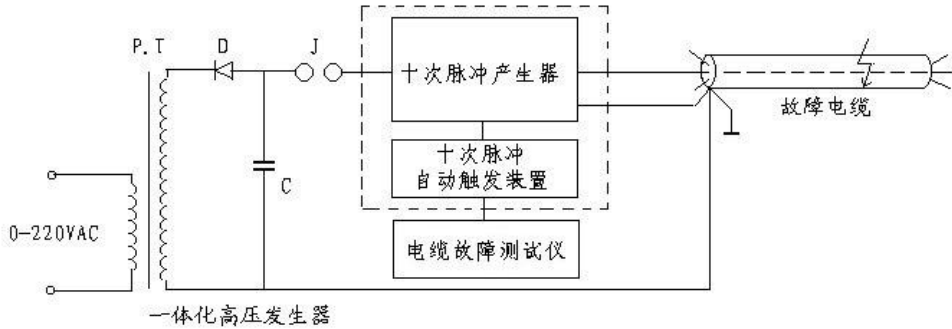 P.T
D
J
十次脉冲产生器
故障电缆
十次脉冲
自动触发装置
C
0-220VAC
电缆故障测试仪
一体化高压发生器